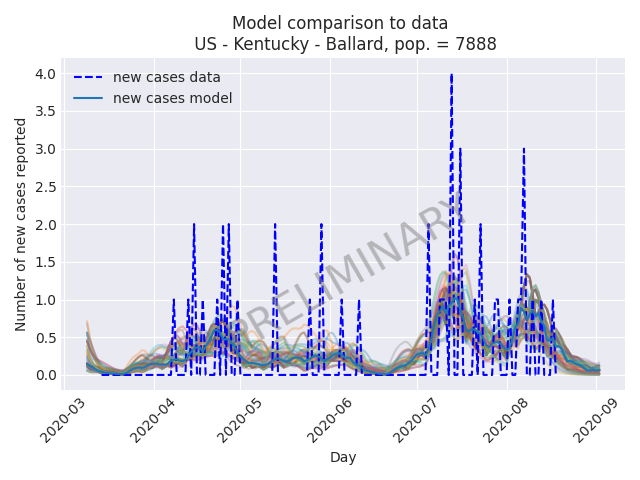 Model comparison to data
US - Kentucky - Ballard, pop. = 7888
new cases data
new cases model
Number of new cases reported
4.0
3.5
3.0
2.5
2.0
1.5
1.0
0.5
0.0
PRELIMINARY
2020-03
2020-04
2020-05
2020-06
2020-07
2020-08
2020-09
Day